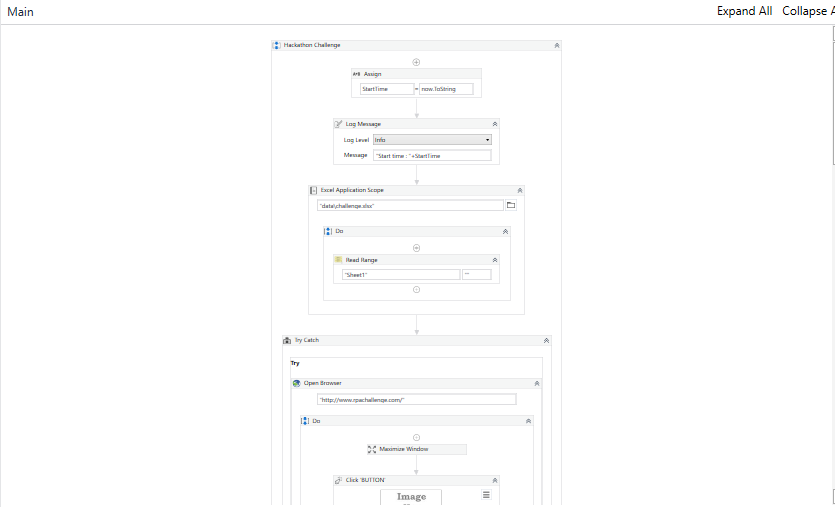 Main
Expand All Collapse A
Hackathon Challenge
A+B Assign
StartTime = now.ToString
Log Message
Log Level Info
Message "Start time : "+StartTime
Excel Application Scope
"data\challenge.xlsx"
Do
Read Range
"Sheet1" ""
Try Catch
Try
Open Browser
"http://www.rpachallenge.com/"
Do
Maximize Window
Click 'BUTTON'
Image